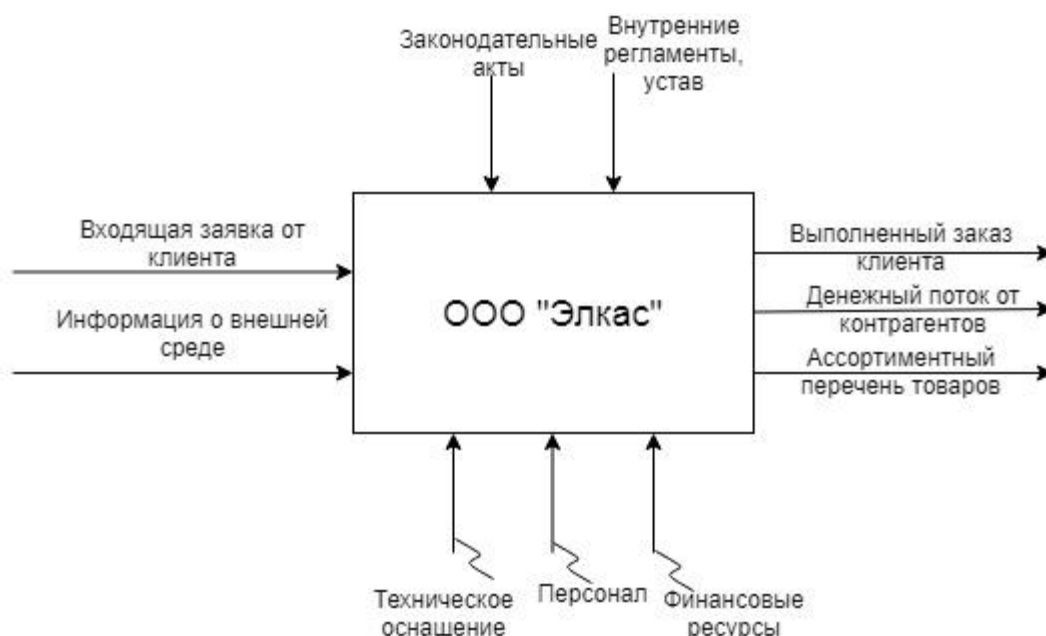 Законодательные
акты
Внутренние
регламенты,
устав
Входящая заявка от
клиента
Информация о внешней
среде
ООО "Элкас"
Выполненный заказ
клиента
Денежный поток от
контрагентов
Ассортиментный
перечень товаров
Техническое
оснащение
Персонал
Финансовые
ресурсы